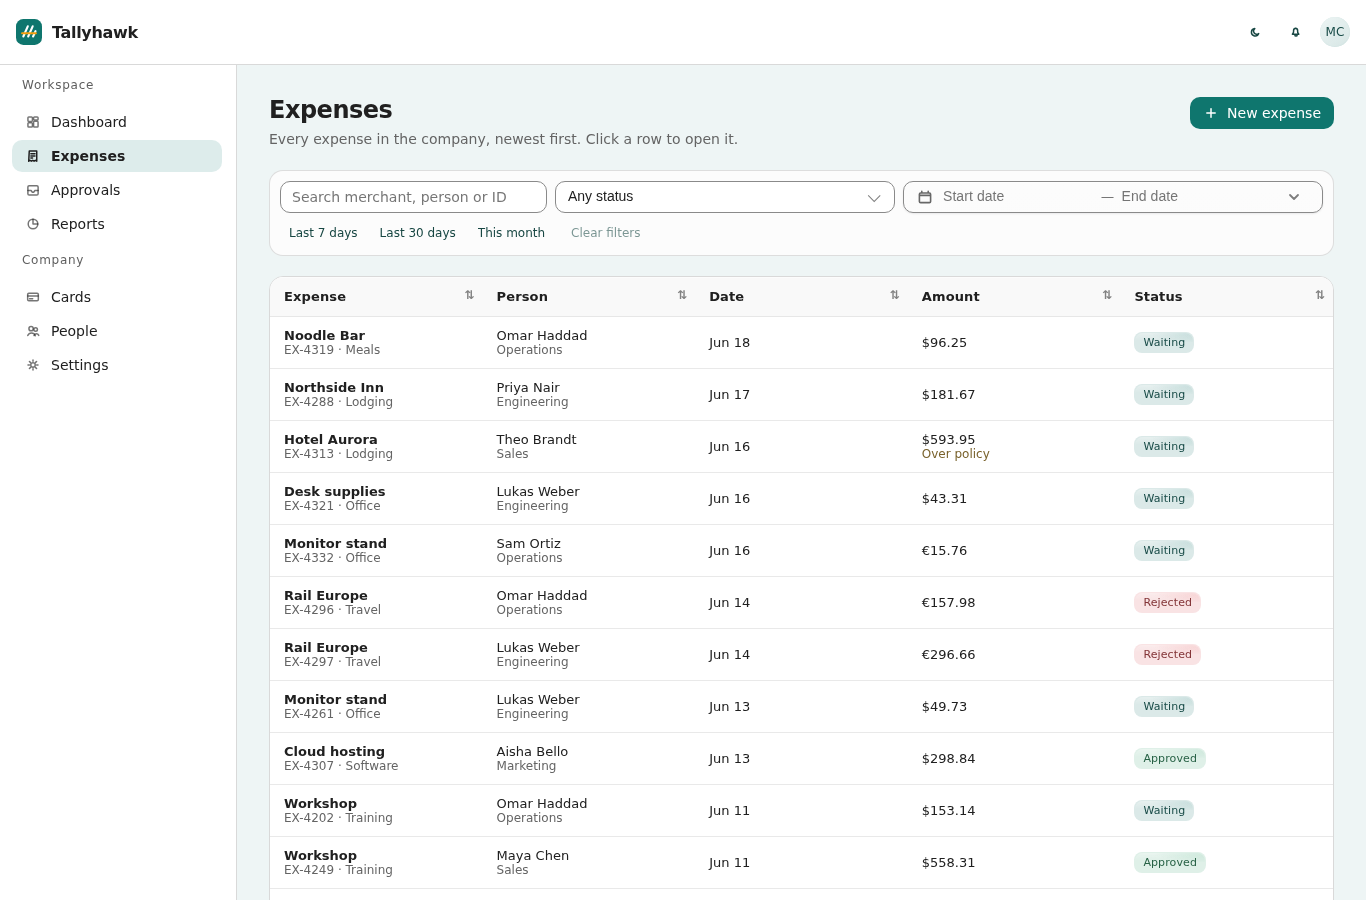 Tallyhawk
MC
Workspace
Dashboard
Expenses
Approvals
Reports
Company
Cards
People
Settings
Expenses
Every expense in the company, newest first. Click a row to open it.
+ New expense
Search merchant, person or ID
Any status
Start date — End date
Last 7 days Last 30 days This month Clear filters
Expense Person Date Amount Status
Noodle Bar Omar Haddad Jun 18 $96.25 Waiting
EX-4319 · Meals Operations
Northside Inn Priya Nair Jun 17 $181.67 Waiting
EX-4288 · Lodging Engineering
Hotel Aurora Theo Brandt Jun 16 $593.95 Waiting
EX-4313 · Lodging Sales Over policy
Desk supplies Lukas Weber Jun 16 $43.31 Waiting
EX-4321 · Office Engineering
Monitor stand Sam Ortiz Jun 16 €15.76 Waiting
EX-4332 · Office Operations
Rail Europe Omar Haddad Jun 14 €157.98 Rejected
EX-4296 · Travel Operations
Rail Europe Lukas Weber Jun 14 €296.66 Rejected
EX-4297 · Travel Engineering
Monitor stand Lukas Weber Jun 13 $49.73 Waiting
EX-4261 · Office Engineering
Cloud hosting Aisha Bello Jun 13 $298.84 Approved
EX-4307 · Software Marketing
Workshop Omar Haddad Jun 11 $153.14 Waiting
EX-4202 · Training Operations
Workshop Maya Chen Jun 11 $558.31 Approved
EX-4249 · Training Sales